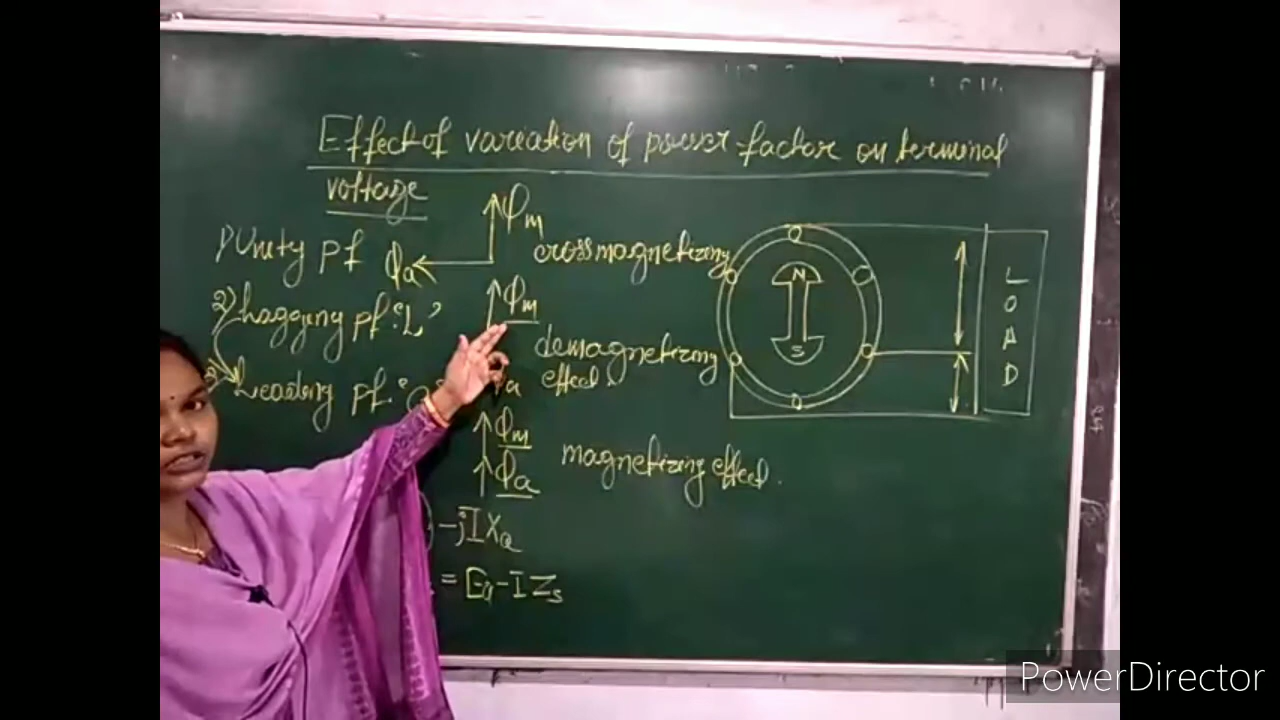 Effect of variation of power factor on terminal
voltage
1) Unity pf φa φm cross magnetizing
2) Lagging pf "L" φm
demagnetizing
effect.
3) Leading pf φa
φm
φa magnetizing effect.
-jIXa
= Ea-IZs
N
S
LOAD
PowerDirector